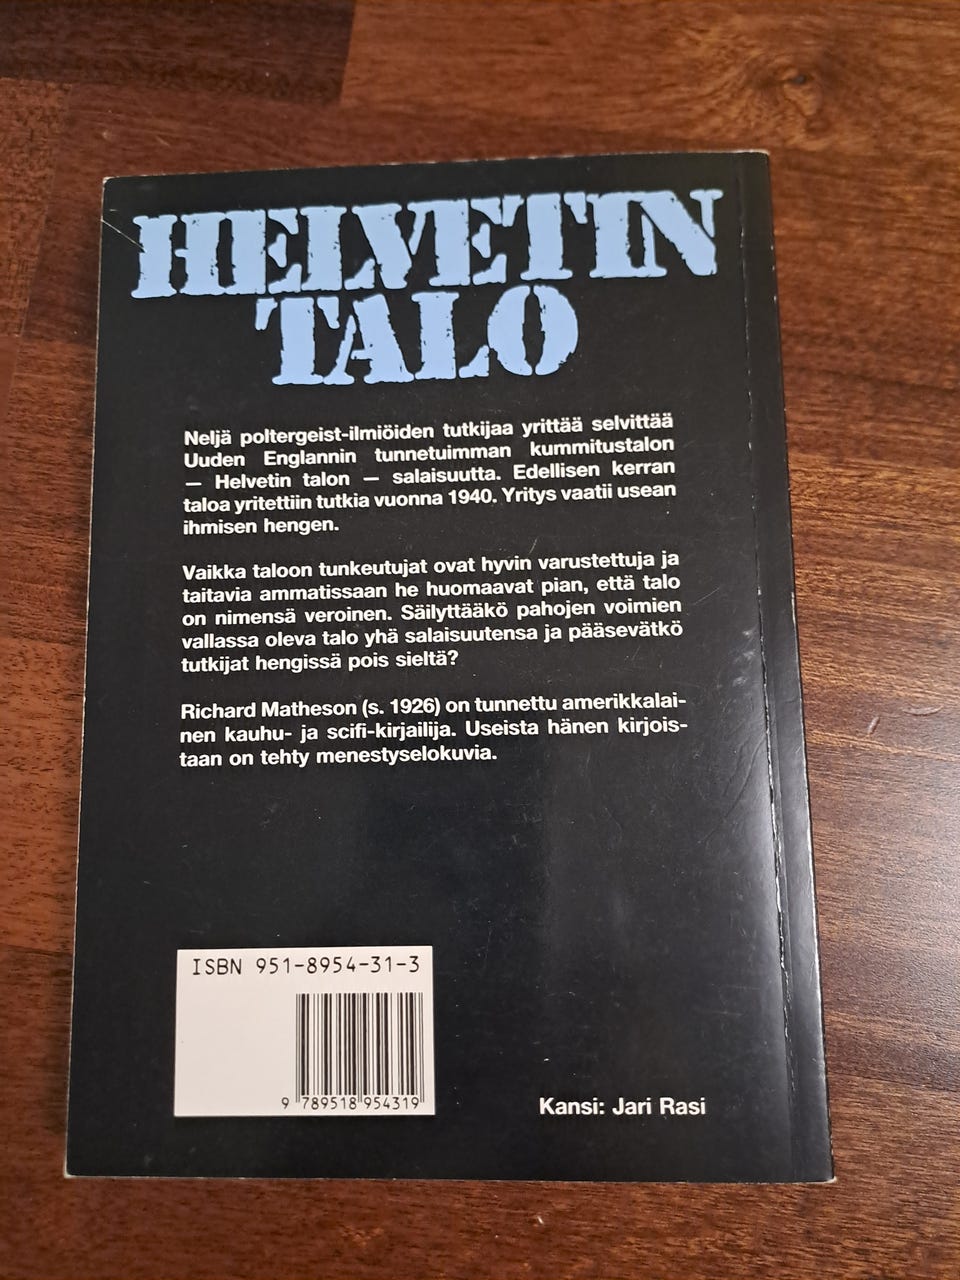 HELVETIN
TALO
Neljä poltergeist-ilmiöiden tutkijaa yrittää selvittää
Uuden Englannin tunnetuimman kummitustalon
— Helvetin talon — salaisuutta. Edellisen kerran
taloa yritettiin tutkia vuonna 1940. Yritys vaatii usean
ihmisen hengen.
Vaikka taloon tunkeutujat ovat hyvin varustettuja ja
taitavia ammatissaan he huomaavat pian, että talo
on nimensä veroinen. Säilyttääkö pahojen voimien
vallassa oleva talo yhä salaisuutensa ja pääsevätkö
tutkijat hengissä pois sieltä?
Richard Matheson (s. 1926) on tunnettu amerikkalai-
nen kauhu- ja scifi-kirjailija. Useista hänen kirjois-
taan on tehty menestyselokuvia.
ISBN 951-8954-31-3
9 789518 954319
Kansi: Jari Rasi